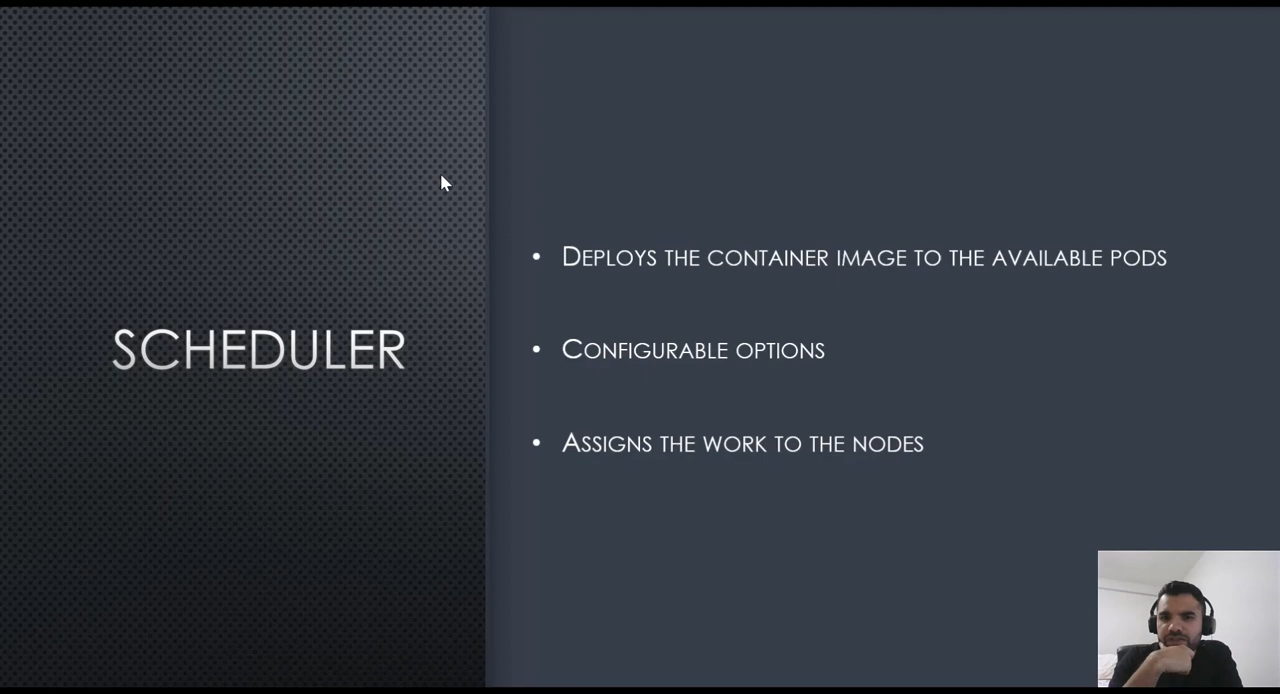 SCHEDULER
• DEPLOYS THE CONTAINER IMAGE TO THE AVAILABLE PODS
• CONFIGURABLE OPTIONS
• ASSIGNS THE WORK TO THE NODES